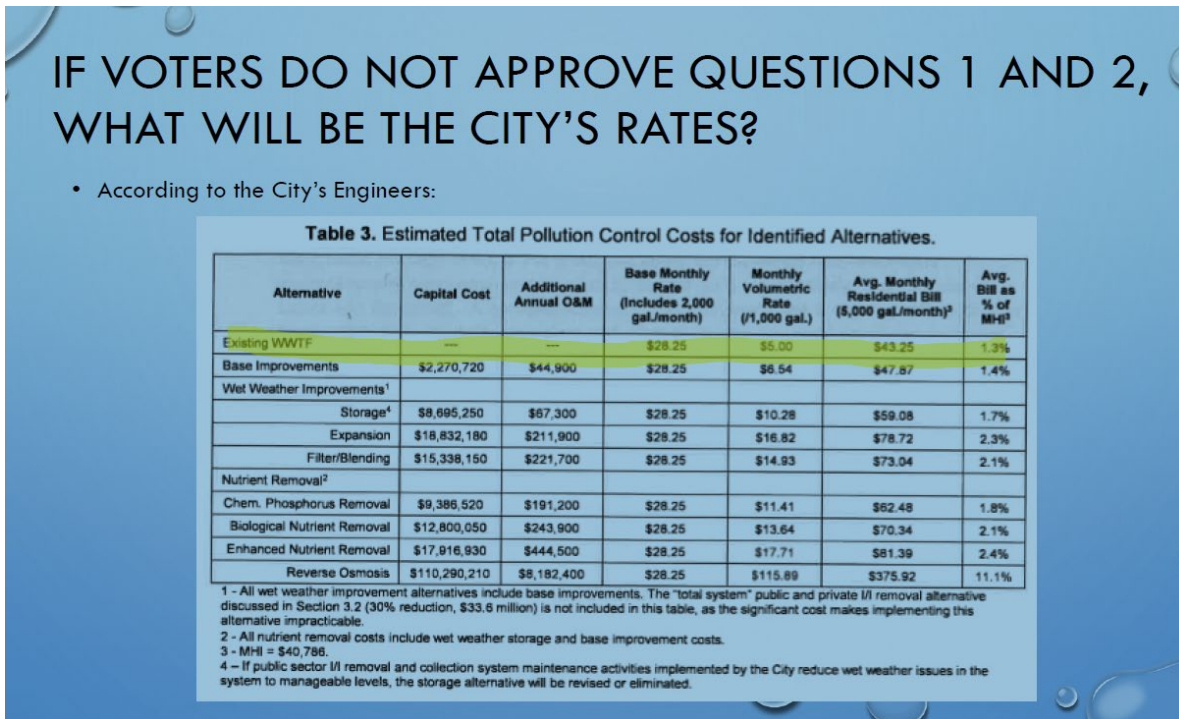 IF VOTERS DO NOT APPROVE QUESTIONS 1 AND 2,
WHAT WILL BE THE CITY'S RATES?
• According to the City's Engineers:
Table 3. Estimated Total Pollution Control Costs for Identified Alternatives.
Alternative | Capital Cost | Additional Annual O&M | Base Monthly Rate (Includes 2,000 gal./month) | Monthly Volumetric Rate (/1,000 gal.) | Avg. Monthly Residential Bill (5,000 gal./month)³ | Avg. Bill as % of MHI³
Existing WWTF | --- | --- | $28.25 | $5.00 | $43.25 | 1.3%
Base Improvements | $2,270,720 | $44,900 | $28.25 | $6.54 | $47.87 | 1.4%
Wet Weather Improvements¹
Storage⁴ | $8,695,250 | $67,300 | $28.25 | $10.28 | $59.08 | 1.7%
Expansion | $18,832,180 | $211,900 | $28.25 | $16.82 | $78.72 | 2.3%
Filter/Blending | $15,338,150 | $221,700 | $28.25 | $14.93 | $73.04 | 2.1%
Nutrient Removal²
Chem. Phosphorus Removal | $9,386,520 | $191,200 | $28.25 | $11.41 | $62.48 | 1.8%
Biological Nutrient Removal | $12,800,050 | $243,900 | $28.25 | $13.64 | $70.34 | 2.1%
Enhanced Nutrient Removal | $17,916,930 | $444,500 | $28.25 | $17.71 | $81.39 | 2.4%
Reverse Osmosis | $110,290,210 | $8,182,400 | $28.25 | $115.89 | $375.92 | 11.1%
1 - All wet weather improvement alternatives include base improvements. The "total system" public and private I/I removal alternative
discussed in Section 3.2 (30% reduction, $33.6 million) is not included in this table, as the significant cost makes implementing this
alternative impracticable.
2 - All nutrient removal costs include wet weather storage and base improvement costs.
3 - MHI = $40,786.
4 – If public sector I/I removal and collection system maintenance activities implemented by the City reduce wet weather issues in the
system to manageable levels, the storage alternative will be revised or eliminated.